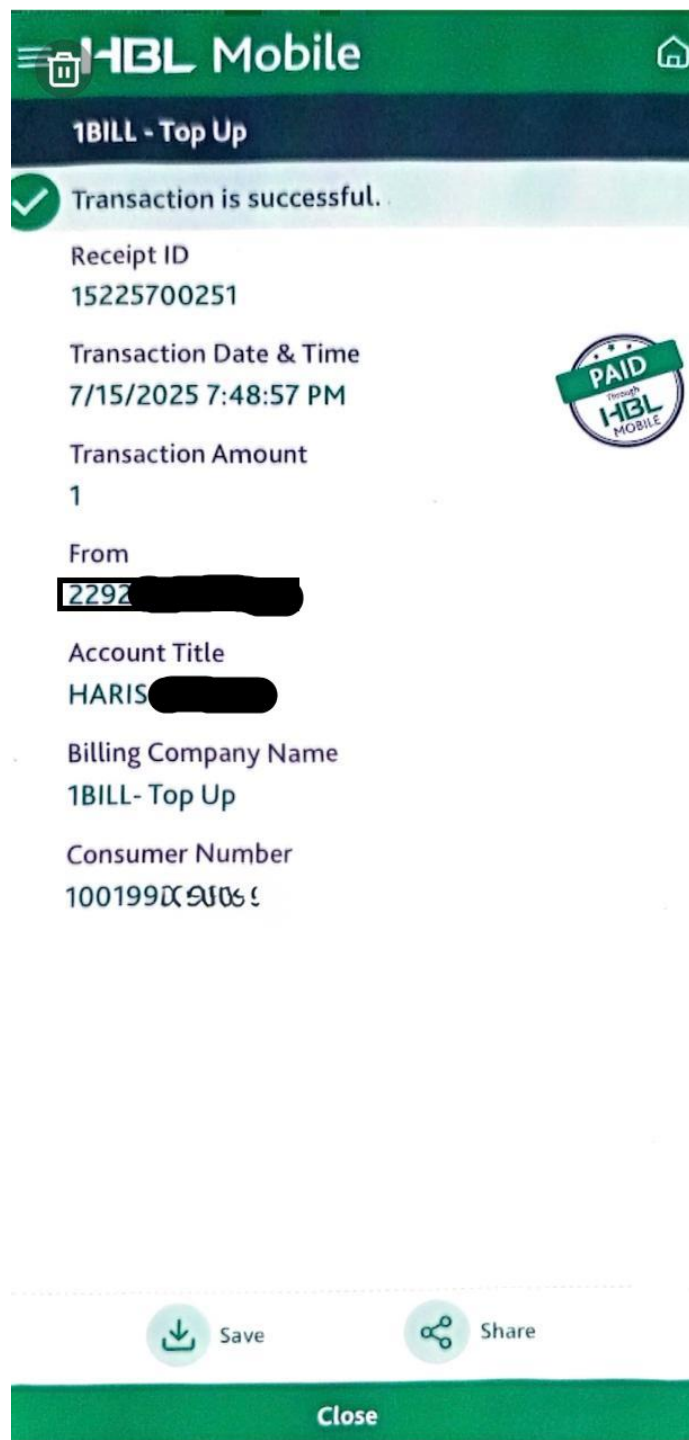 HBL Mobile
1BILL - Top Up
Transaction is successful.
Receipt ID
15225700251
Transaction Date & Time
7/15/2025 7:48:57 PM
PAID
Through
HBL
MOBILE
Transaction Amount
1
From
2292
Account Title
HARIS
Billing Company Name
1BILL- Top Up
Consumer Number
Save
Share
Close